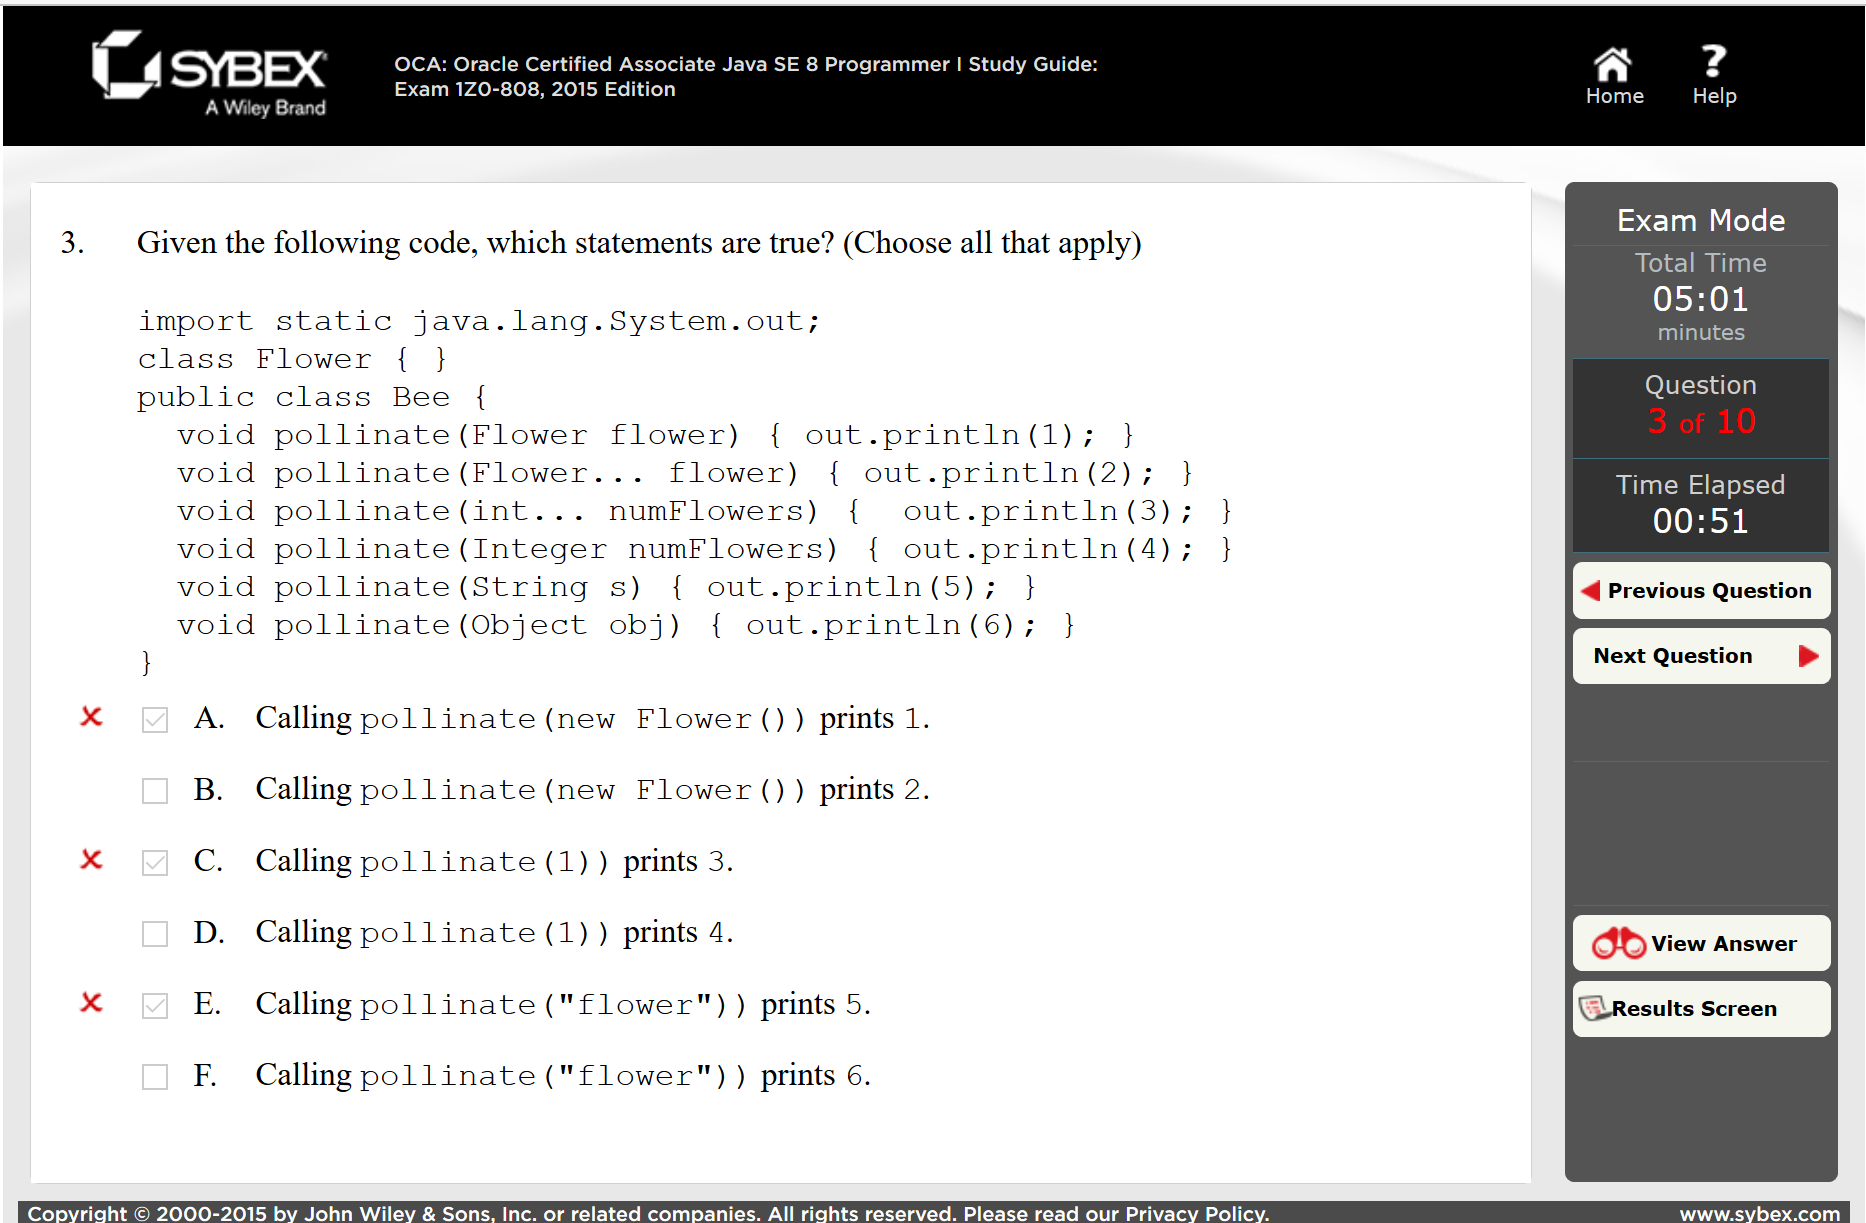 SYBEX
A Wiley Brand
OCA: Oracle Certified Associate Java SE 8 Programmer I Study Guide:
Exam 1Z0-808, 2015 Edition
Home
? Help
3. Given the following code, which statements are true? (Choose all that apply)
import static java.lang.System.out;
class Flower { }
public class Bee {
  void pollinate(Flower flower) { out.println(1); }
  void pollinate(Flower... flower) { out.println(2); }
  void pollinate(int... numFlowers) {  out.println(3); }
  void pollinate(Integer numFlowers) { out.println(4); }
  void pollinate(String s) { out.println(5); }
  void pollinate(Object obj) { out.println(6); }
}
A. Calling pollinate(new Flower()) prints 1.
B. Calling pollinate(new Flower()) prints 2.
C. Calling pollinate(1)) prints 3.
D. Calling pollinate(1)) prints 4.
E. Calling pollinate("flower")) prints 5.
F. Calling pollinate("flower")) prints 6.
Exam Mode
Total Time
05:01
minutes
Question
3 of 10
Time Elapsed
00:51
Previous Question
Next Question
View Answer
Results Screen
Copyright © 2000-2015 by John Wiley & Sons, Inc. or related companies. All rights reserved. Please read our Privacy Policy.
www.sybex.com